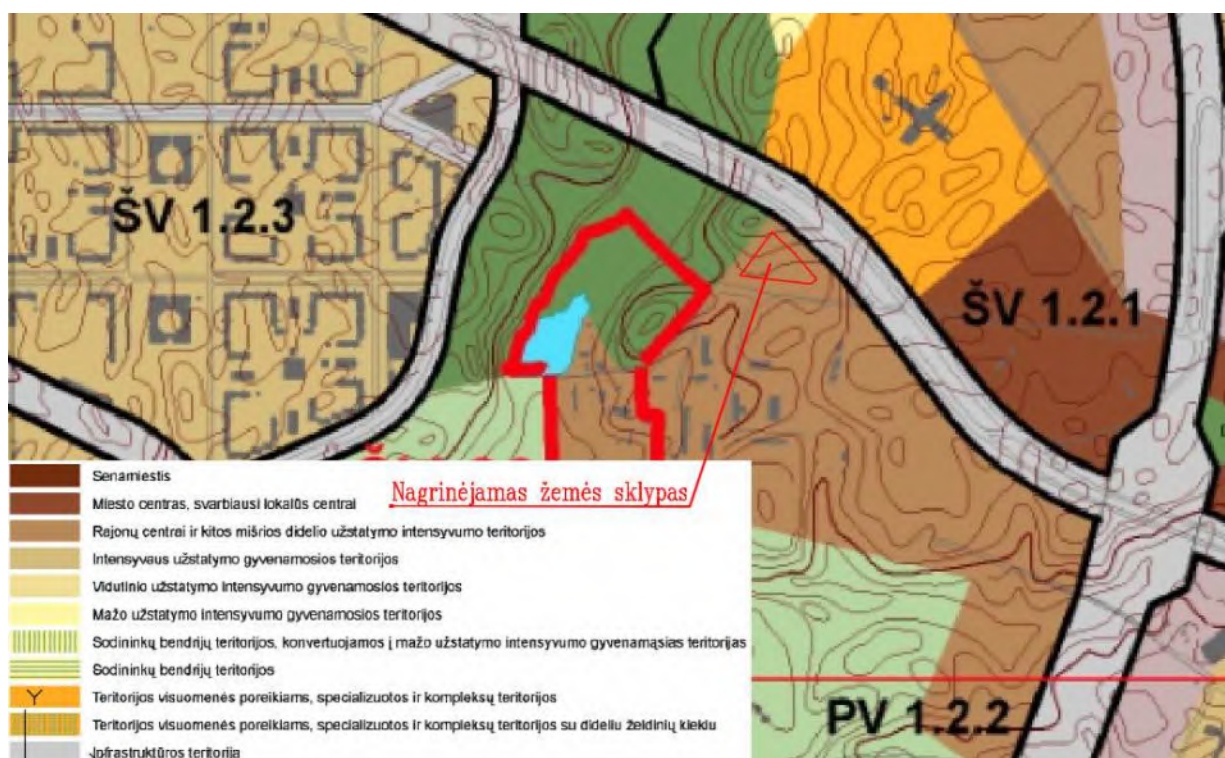 ŠV 1.2.3
ŠV 1.2.1
Nagrinėjamas žemės sklypas
Senamiestis
Miesto centras, svarbiausi lokalūs centrai
Rajonų centrai ir kitos mišrios didelio užstatymo intensyvumo teritorijos
Intensyvaus užstatymo gyvenamosios teritorijos
Vidutinio užstatymo intensyvumo gyvenamosios teritorijos
Mažo užstatymo intensyvumo gyvenamosios teritorijos
Sodininkų bendrijų teritorijos, konvertuojamos į mažo užstatymo intensyvumo gyvenamąsias teritorijas
Sodininkų bendrijų teritorijos
Teritorijos visuomenės poreikiams, specializuotos ir kompleksų teritorijos
Teritorijos visuomenės poreikiams, specializuotos ir kompleksų teritorijos su dideliu želdinių kiekiu
Infrastruktūros teritorija
PV 1.2.2